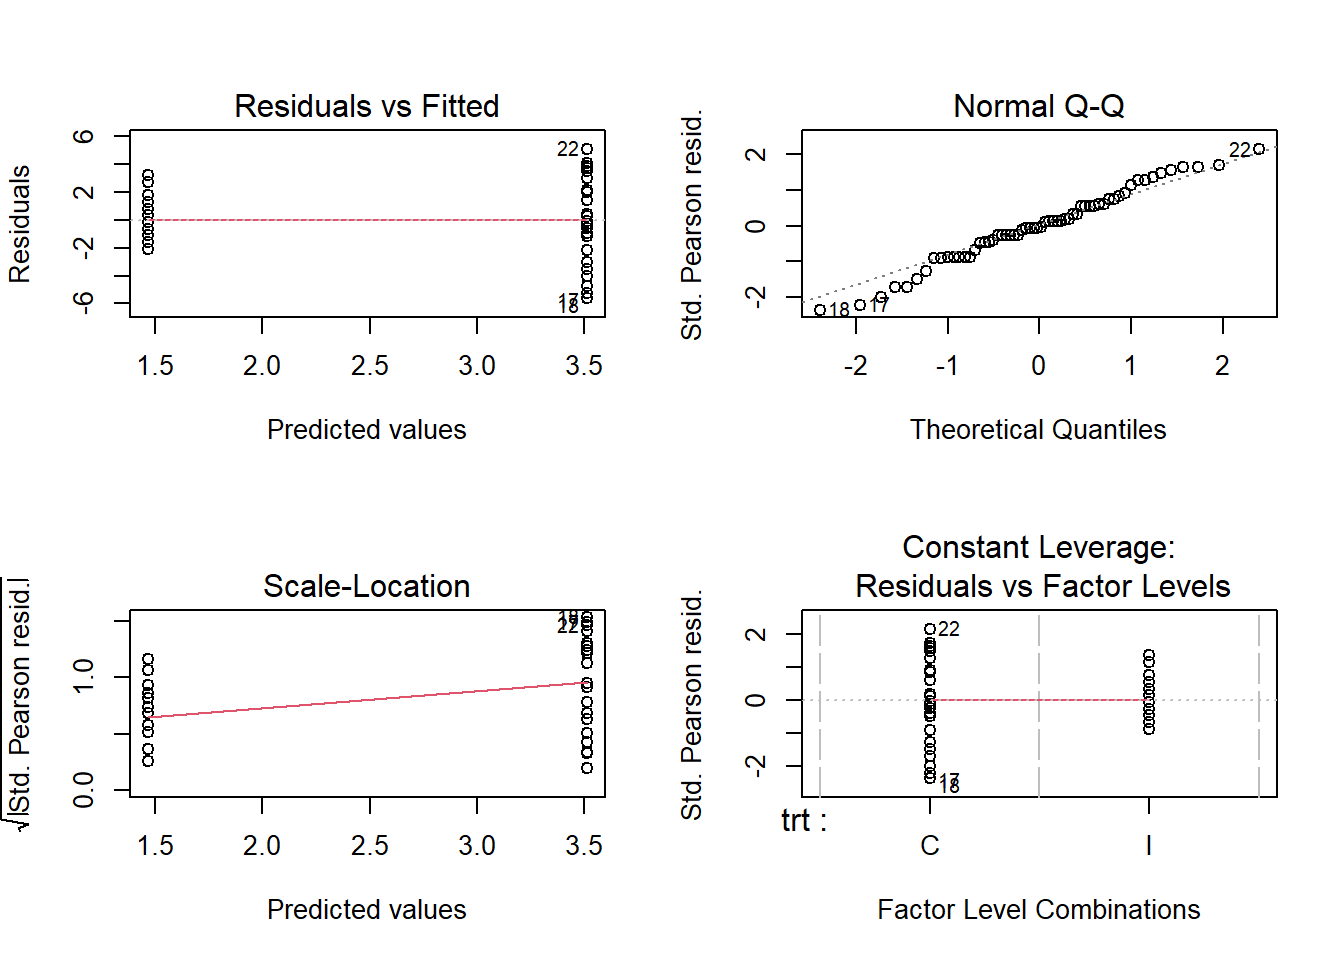 Residuals vs Fitted
Residuals
6
2
-2
-6
22
17
18
1.5 2.0 2.5 3.0 3.5
Predicted values
Normal Q-Q
Std. Pearson resid.
2
0
-2
22
17
18
-2 -1 0 1 2
Theoretical Quantiles
Scale-Location
√|Std. Pearson resid.|
1.0
0.0
18
17
22
1.5 2.0 2.5 3.0 3.5
Predicted values
Constant Leverage:
Residuals vs Factor Levels
Std. Pearson resid.
2
0
-2
22
17
18
trt :
C I
Factor Level Combinations